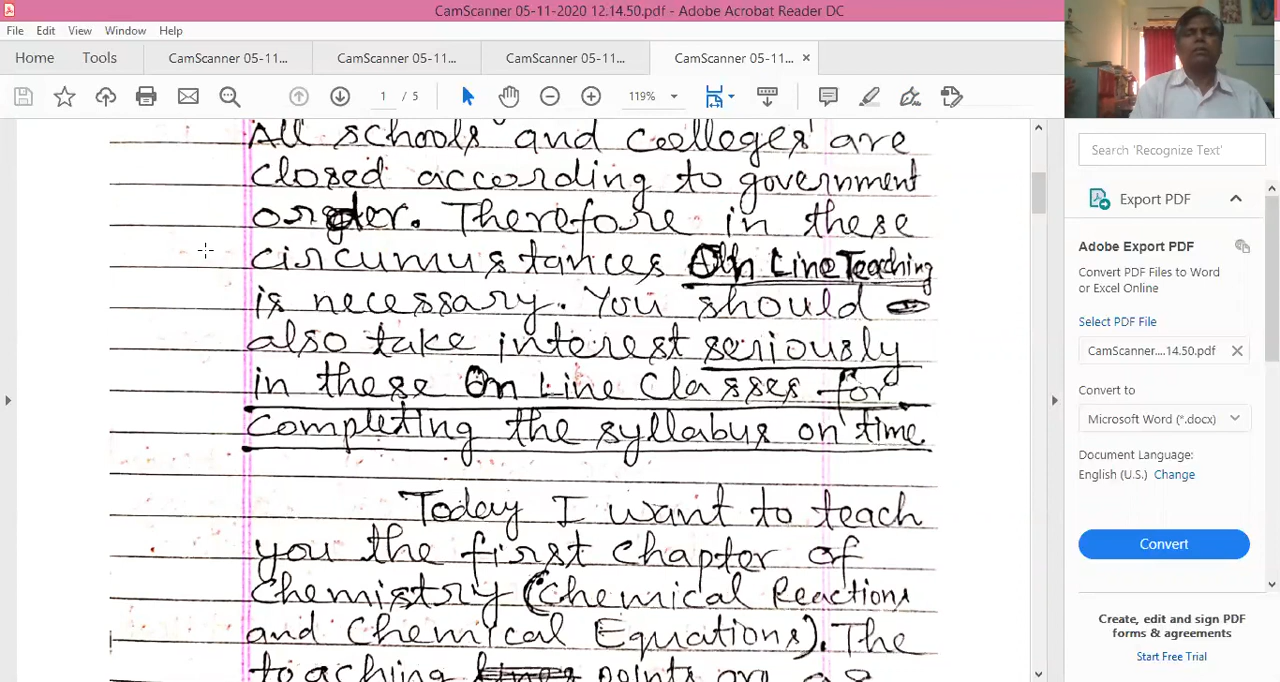 CamScanner 05-11-2020 12.14.50.pdf - Adobe Acrobat Reader DC
File Edit View Window Help
Home Tools CamScanner 05-11... CamScanner 05-11... CamScanner 05-11... CamScanner 05-11... ×
1 / 5 119%
All schools and colleges are
closed according to government
order. Therefore in these
circumustances On Line Teaching
is necessary. You should
also take interest seriously
in these On Line Classes for
completing the syllabus on time.
Today I want to teach
you the first chapter of
chemistry (Chemical Reactions
and Chemical Equations). The
teaching points are as
Search 'Recognize Text'
Export PDF
Adobe Export PDF
Convert PDF Files to Word
or Excel Online
Select PDF File
CamScanner....14.50.pdf ×
Convert to
Microsoft Word (*.docx)
Document Language:
English (U.S.) Change
Convert
Create, edit and sign PDF
forms & agreements
Start Free Trial